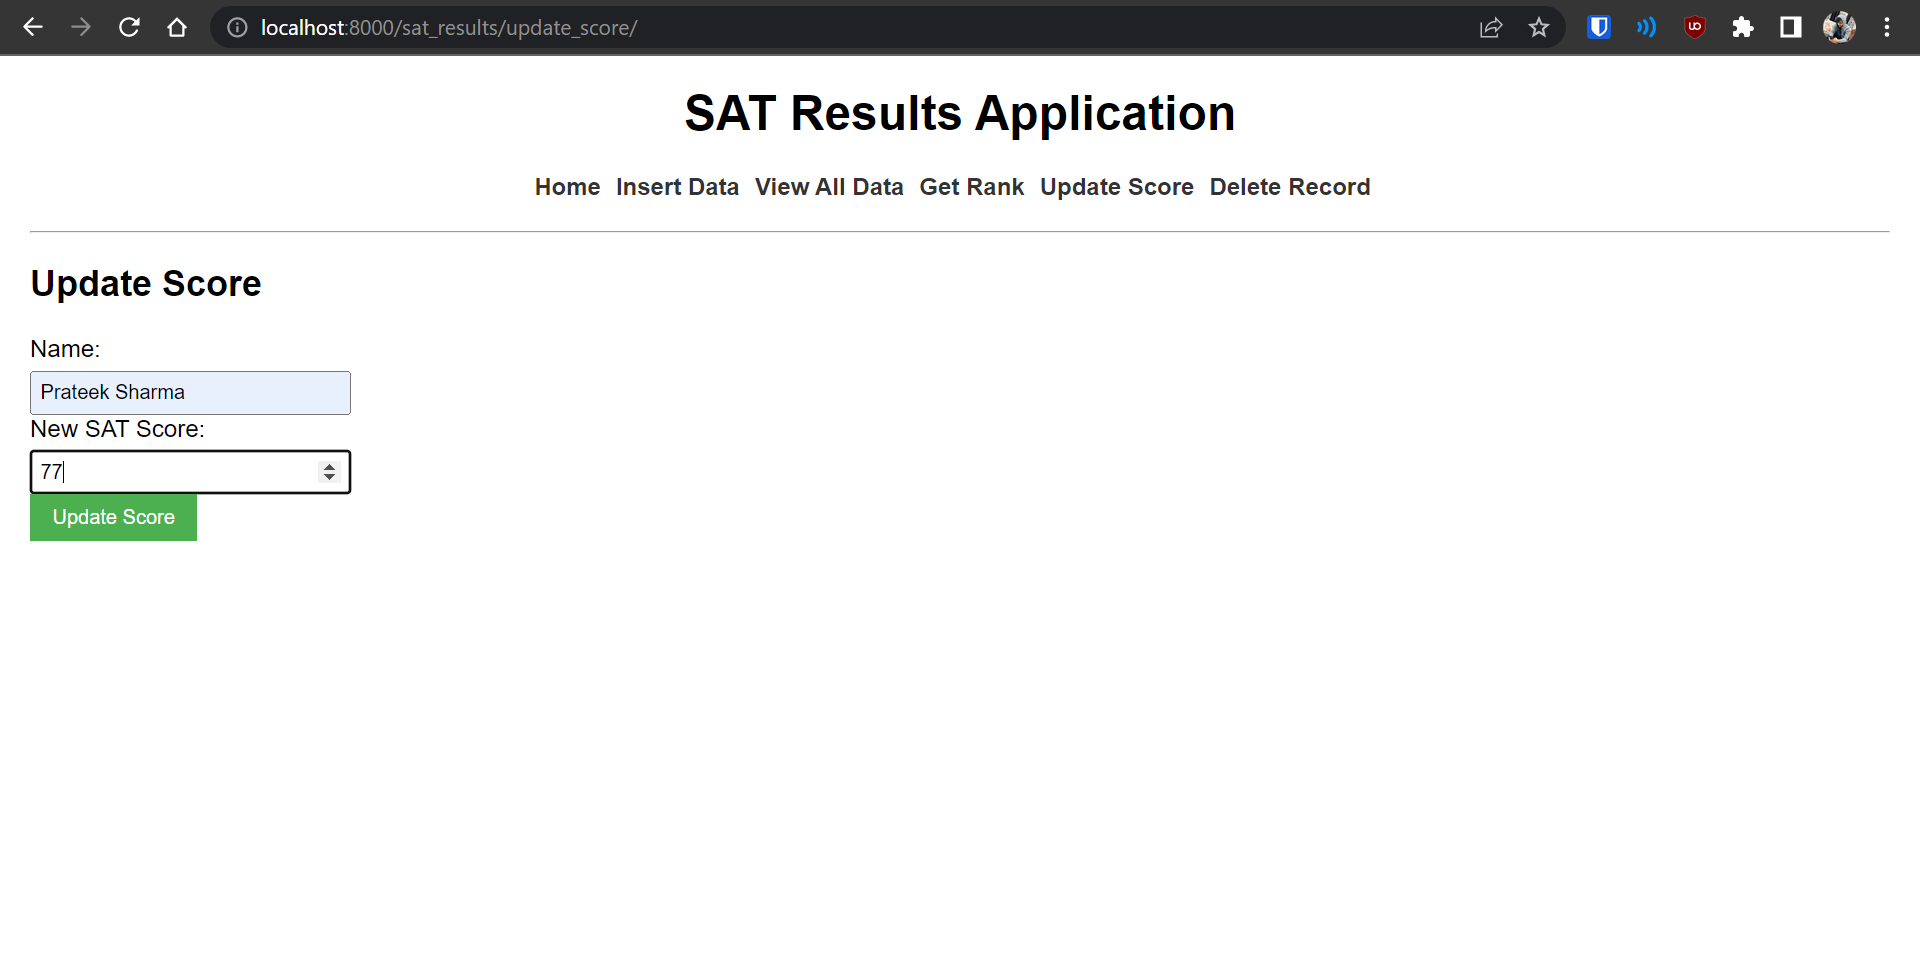 localhost:8000/sat_results/update_score/
SAT Results Application
Home Insert Data View All Data Get Rank Update Score Delete Record
Update Score
Name:
Prateek Sharma
New SAT Score:
77
Update Score